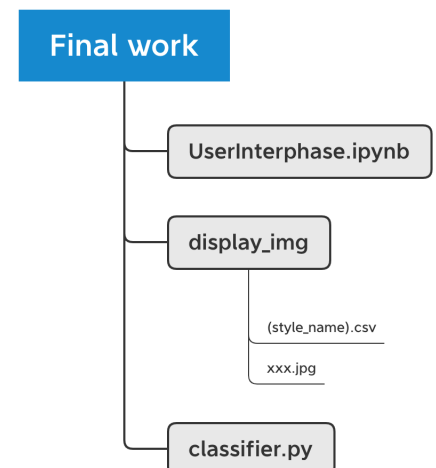 Final work
UserInterphase.ipynb
display_img
(style_name).csv
xxx.jpg
classifier.py